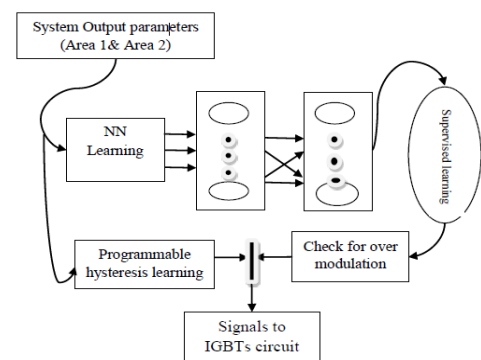 System Output parameters
(Area 1& Area 2)
NN
Learning
Supervised learning
Programmable
hysteresis learning
Check for over
modulation
Signals to
IGBTs circuit